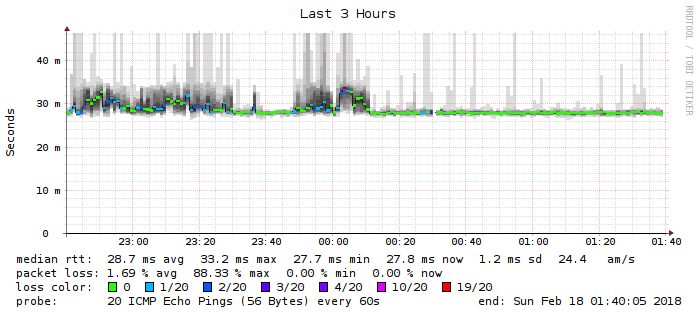 Last 3 Hours
RRDTOOL / TOBI OETIKER
Seconds
40 m
30 m
20 m
10 m
0
23:00 23:20 23:40 00:00 00:20 00:40 01:00 01:20 01:40
median rtt: 28.7 ms avg 33.2 ms max 27.7 ms min 27.8 ms now 1.2 ms sd 24.4 am/s
packet loss: 1.69 % avg 88.33 % max 0.00 % min 0.00 % now
loss color: 0 1/20 2/20 3/20 4/20 10/20 19/20
probe: 20 ICMP Echo Pings (56 Bytes) every 60s end: Sun Feb 18 01:40:05 2018